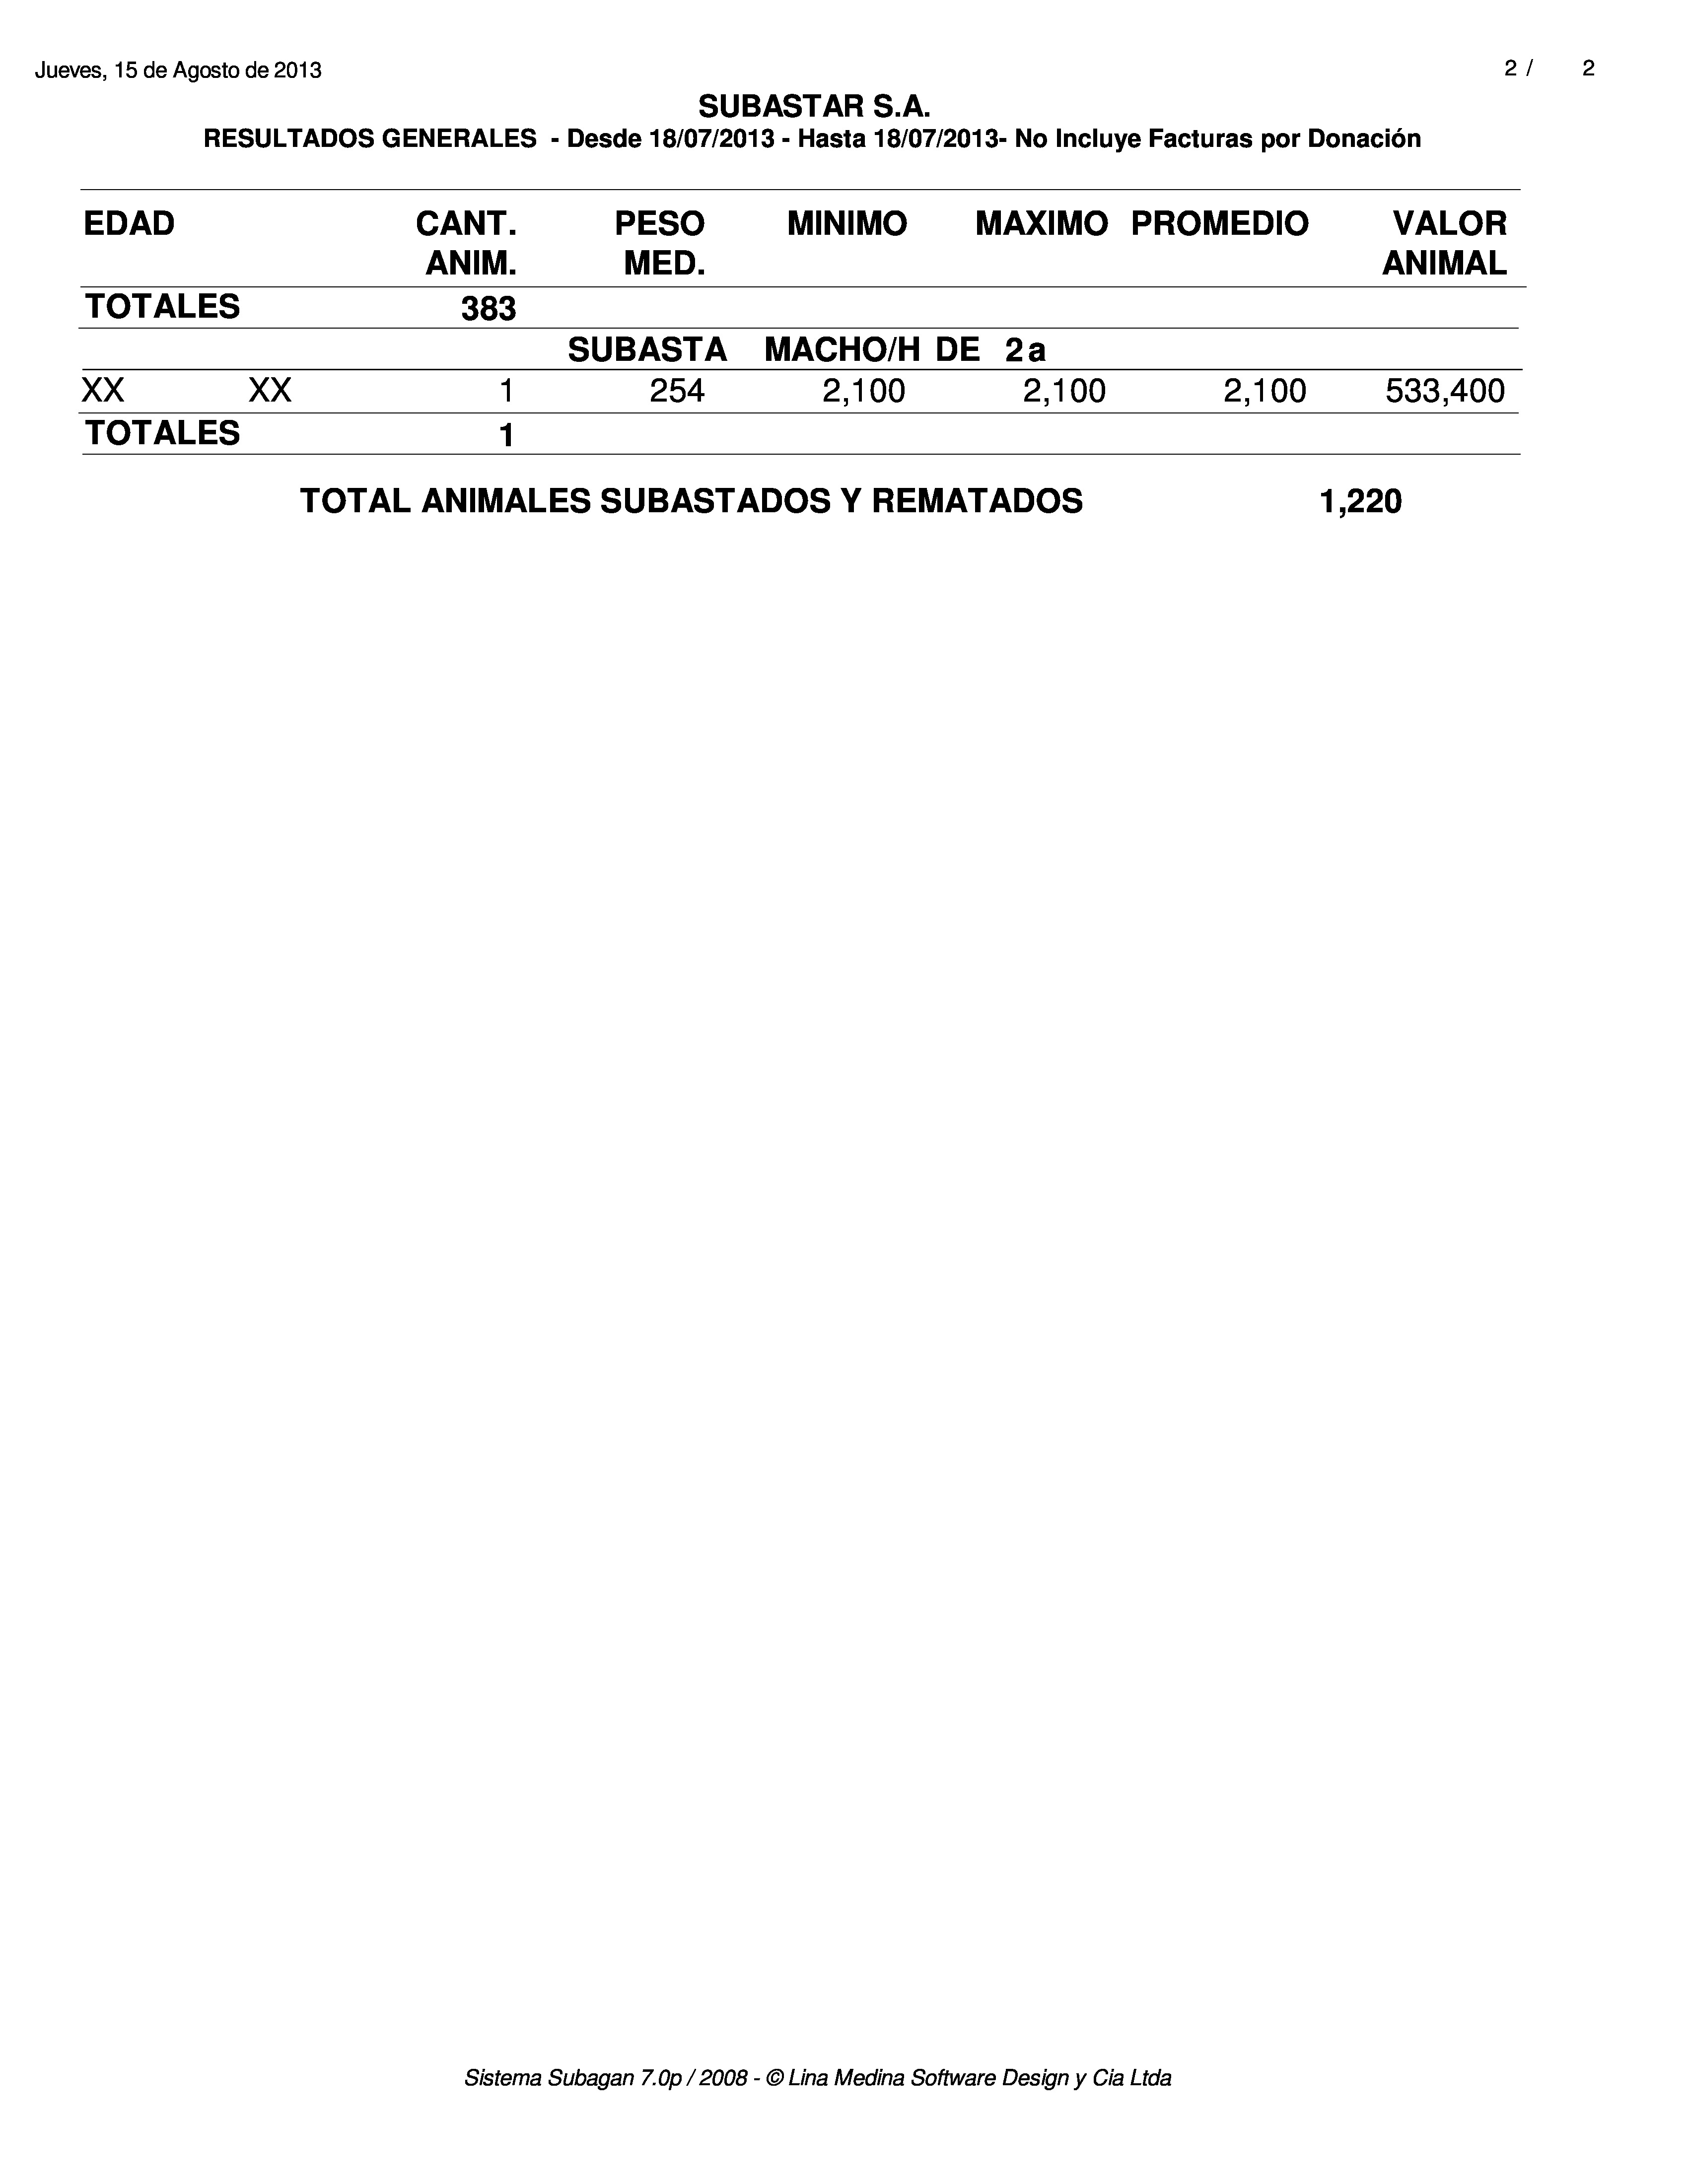 Jueves, 15 de Agosto de 2013 2 / 2
SUBASTAR S.A.
RESULTADOS GENERALES - Desde 18/07/2013 - Hasta 18/07/2013- No Incluye Facturas por Donación
EDAD CANT. PESO MINIMO MAXIMO PROMEDIO VALOR
ANIM. MED. ANIMAL
TOTALES 383
SUBASTA MACHO/H DE 2a
XX XX 1 254 2,100 2,100 2,100 533,400
TOTALES 1
TOTAL ANIMALES SUBASTADOS Y REMATADOS 1,220
Sistema Subagan 7.0p / 2008 - © Lina Medina Software Design y Cia Ltda